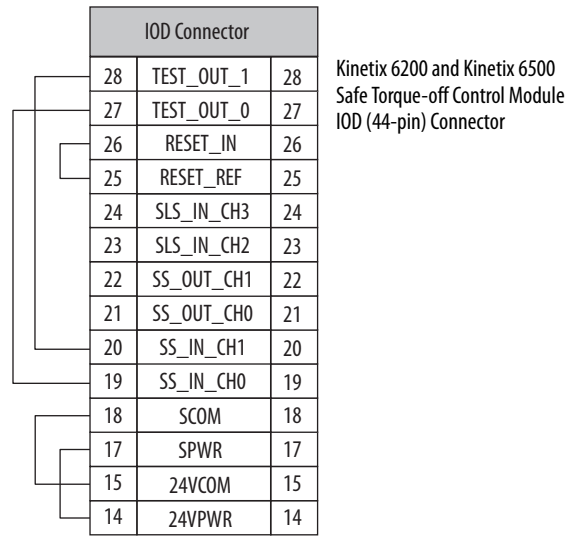 IOD Connector
28 TEST_OUT_1 28
27 TEST_OUT_0 27
26 RESET_IN 26
25 RESET_REF 25
24 SLS_IN_CH3 24
23 SLS_IN_CH2 23
22 SS_OUT_CH1 22
21 SS_OUT_CH0 21
20 SS_IN_CH1 20
19 SS_IN_CH0 19
18 SCOM 18
17 SPWR 17
15 24VCOM 15
14 24VPWR 14
Kinetix 6200 and Kinetix 6500
Safe Torque-off Control Module
IOD (44-pin) Connector